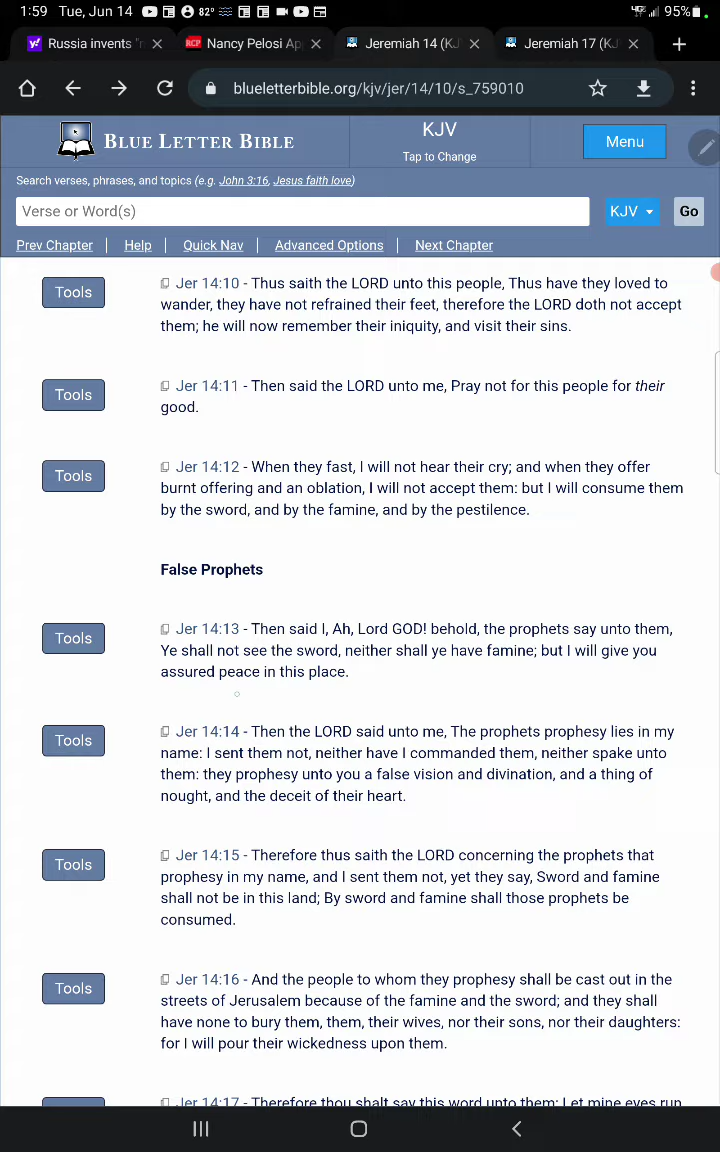 1:59 Tue, Jun 14 82° 95%
Russia invents "r × Nancy Pelosi Ap × Jeremiah 14 (KJ × Jeremiah 17 (KJ × +
blueletterbible.org/kjv/jer/14/10/s_759010
BLUE LETTER BIBLE
KJV
Tap to Change
Menu
Search verses, phrases, and topics (e.g. John 3:16, Jesus faith love)
Verse or Word(s) KJV Go
Prev Chapter | Help | Quick Nav | Advanced Options | Next Chapter
Tools
Jer 14:10 - Thus saith the LORD unto this people, Thus have they loved to
wander, they have not refrained their feet, therefore the LORD doth not accept
them; he will now remember their iniquity, and visit their sins.
Tools
Jer 14:11 - Then said the LORD unto me, Pray not for this people for their
good.
Tools
Jer 14:12 - When they fast, I will not hear their cry; and when they offer
burnt offering and an oblation, I will not accept them: but I will consume them
by the sword, and by the famine, and by the pestilence.
False Prophets
Tools
Jer 14:13 - Then said I, Ah, Lord GOD! behold, the prophets say unto them,
Ye shall not see the sword, neither shall ye have famine; but I will give you
assured peace in this place.
Tools
Jer 14:14 - Then the LORD said unto me, The prophets prophesy lies in my
name: I sent them not, neither have I commanded them, neither spake unto
them: they prophesy unto you a false vision and divination, and a thing of
nought, and the deceit of their heart.
Tools
Jer 14:15 - Therefore thus saith the LORD concerning the prophets that
prophesy in my name, and I sent them not, yet they say, Sword and famine
shall not be in this land; By sword and famine shall those prophets be
consumed.
Tools
Jer 14:16 - And the people to whom they prophesy shall be cast out in the
streets of Jerusalem because of the famine and the sword; and they shall
have none to bury them, them, their wives, nor their sons, nor their daughters:
for I will pour their wickedness upon them.
Jer 14:17 - Therefore thou shalt say this word unto them; Let mine eyes run